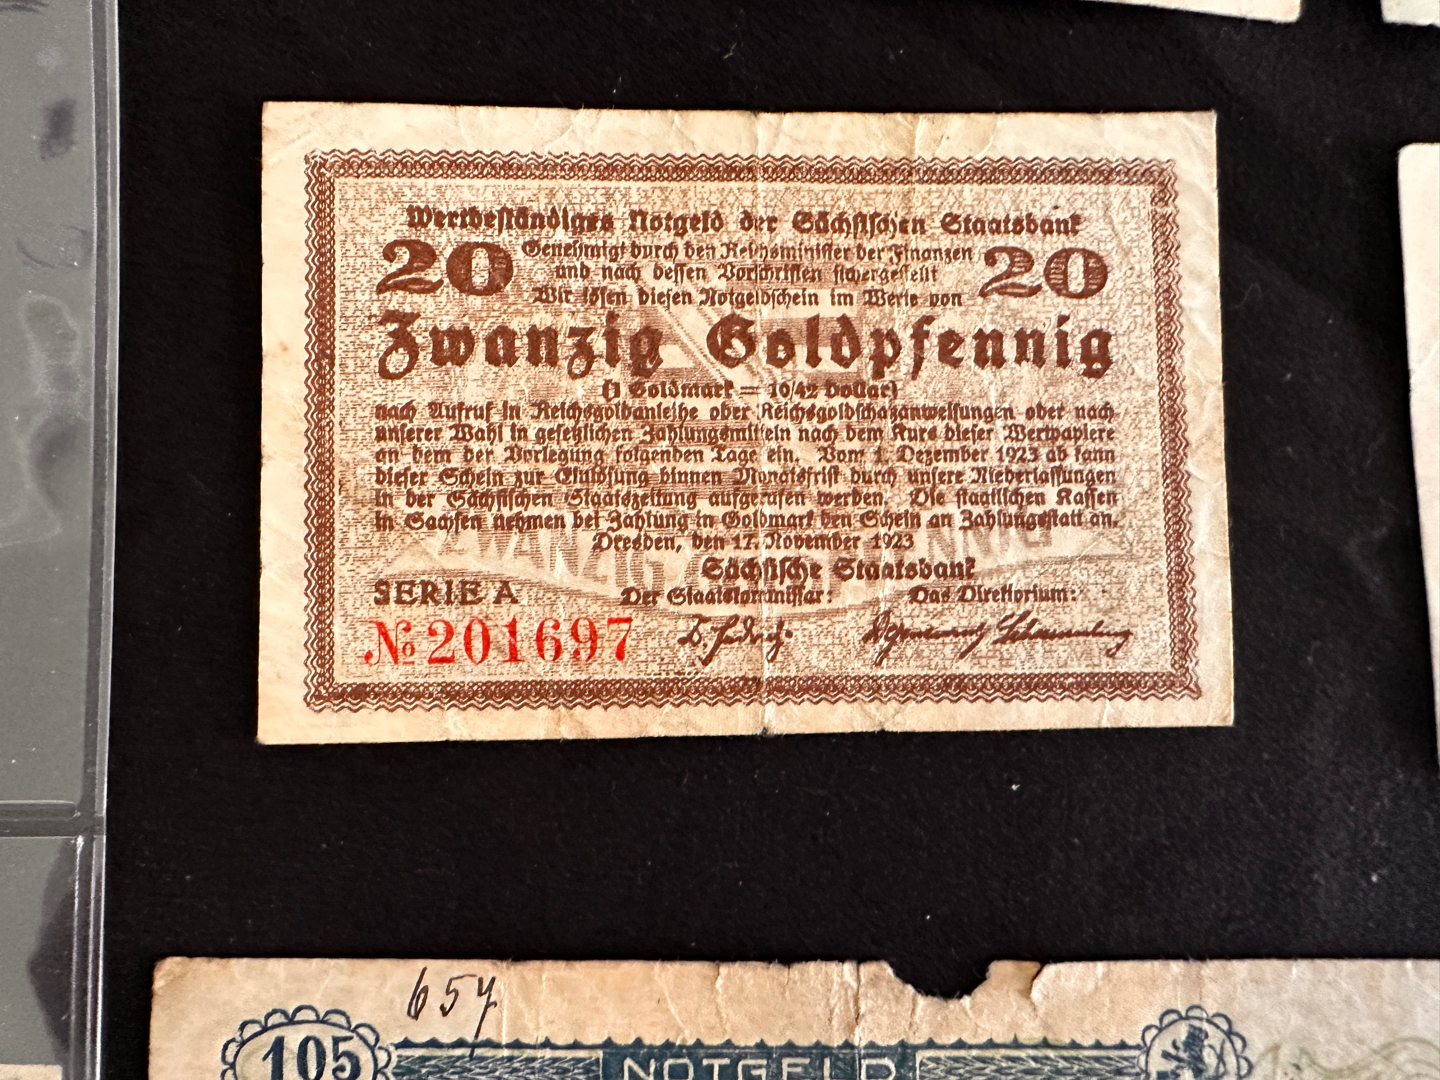 Wertbeständiges Notgeld der Sächsischen Staatsbank
20
Genehmigt durch den Reichsminister der Finanzen
und nach dessen Vorschriften sichergestellt
Wir lösen diesen Notgeldschein im Werte von
20
Zwanzig Goldpfennig
(1 Goldmark = 10/42 Dollar)
nach Aufruf in Reichsgoldanleihe oder Reichsgoldschatzanweisungen oder nach
unserer Wahl in gesetzlichen Zahlungsmitteln nach dem Kurs dieser Wertpapiere
an dem der Vorlegung folgenden Tage ein. Vom 1. Dezember 1923 ab kann
dieser Schein zur Einlösung binnen Monatsfrist durch unsere Niederlassungen
in der Sächsischen Staatszeitung aufgerufen werden. Die staatlichen Kassen
in Sachsen nehmen bei Zahlung in Goldmark den Schein an Zahlungsstatt an.
Dresden, den 17. November 1923
Sächsische Staatsbank
SERIE A
Der Staatskommissar:
Das Direktorium:
№ 201697
657
105
NOTGELD